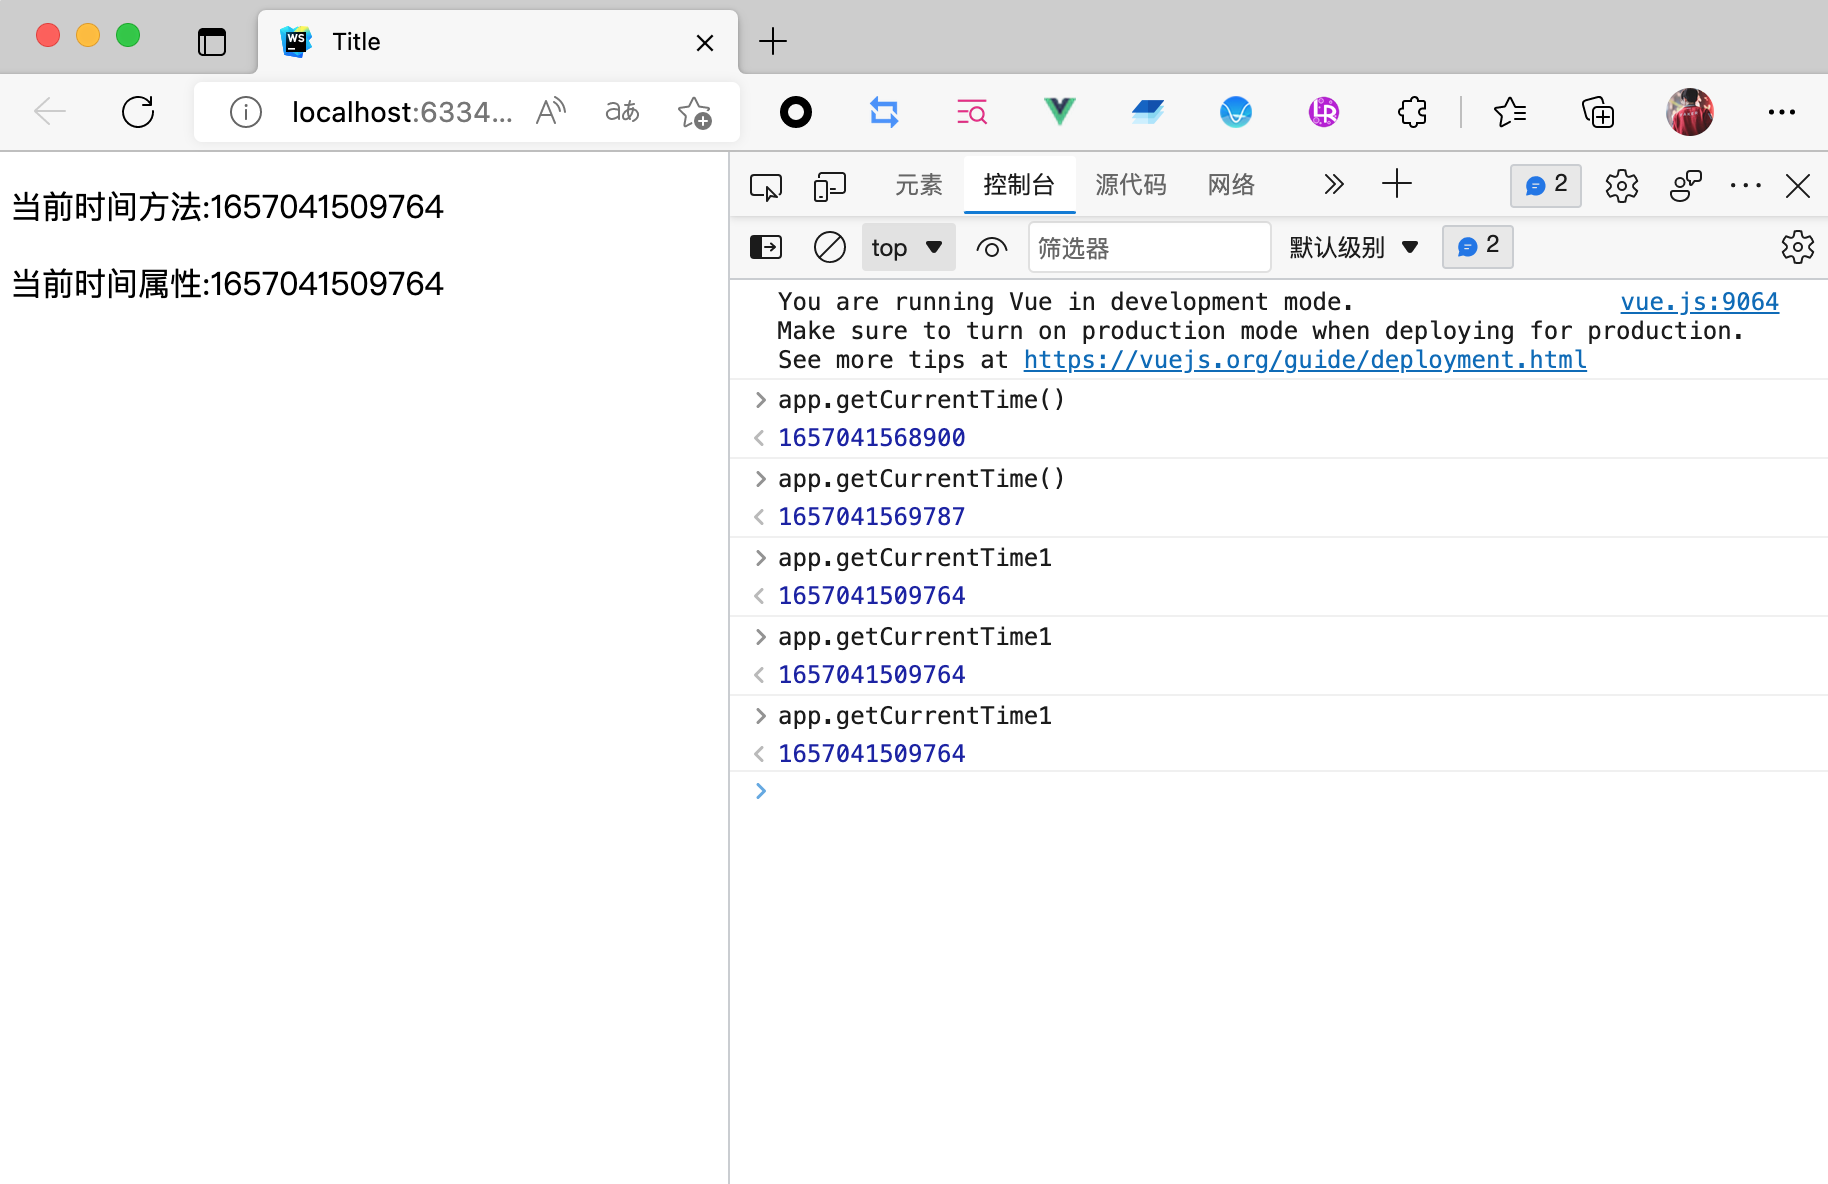 WS
Title
localhost:6334...
A
aあ
LR
当前时间方法:1657041509764
当前时间属性:1657041509764
元素
控制台
源代码
网络
2
top
筛选器
默认级别
2
You are running Vue in development mode.
vue.js:9064
Make sure to turn on production mode when deploying for production.
See more tips at https://vuejs.org/guide/deployment.html
> app.getCurrentTime()
< 1657041568900
> app.getCurrentTime()
< 1657041569787
> app.getCurrentTime1
< 1657041509764
> app.getCurrentTime1
< 1657041509764
> app.getCurrentTime1
< 1657041509764
>